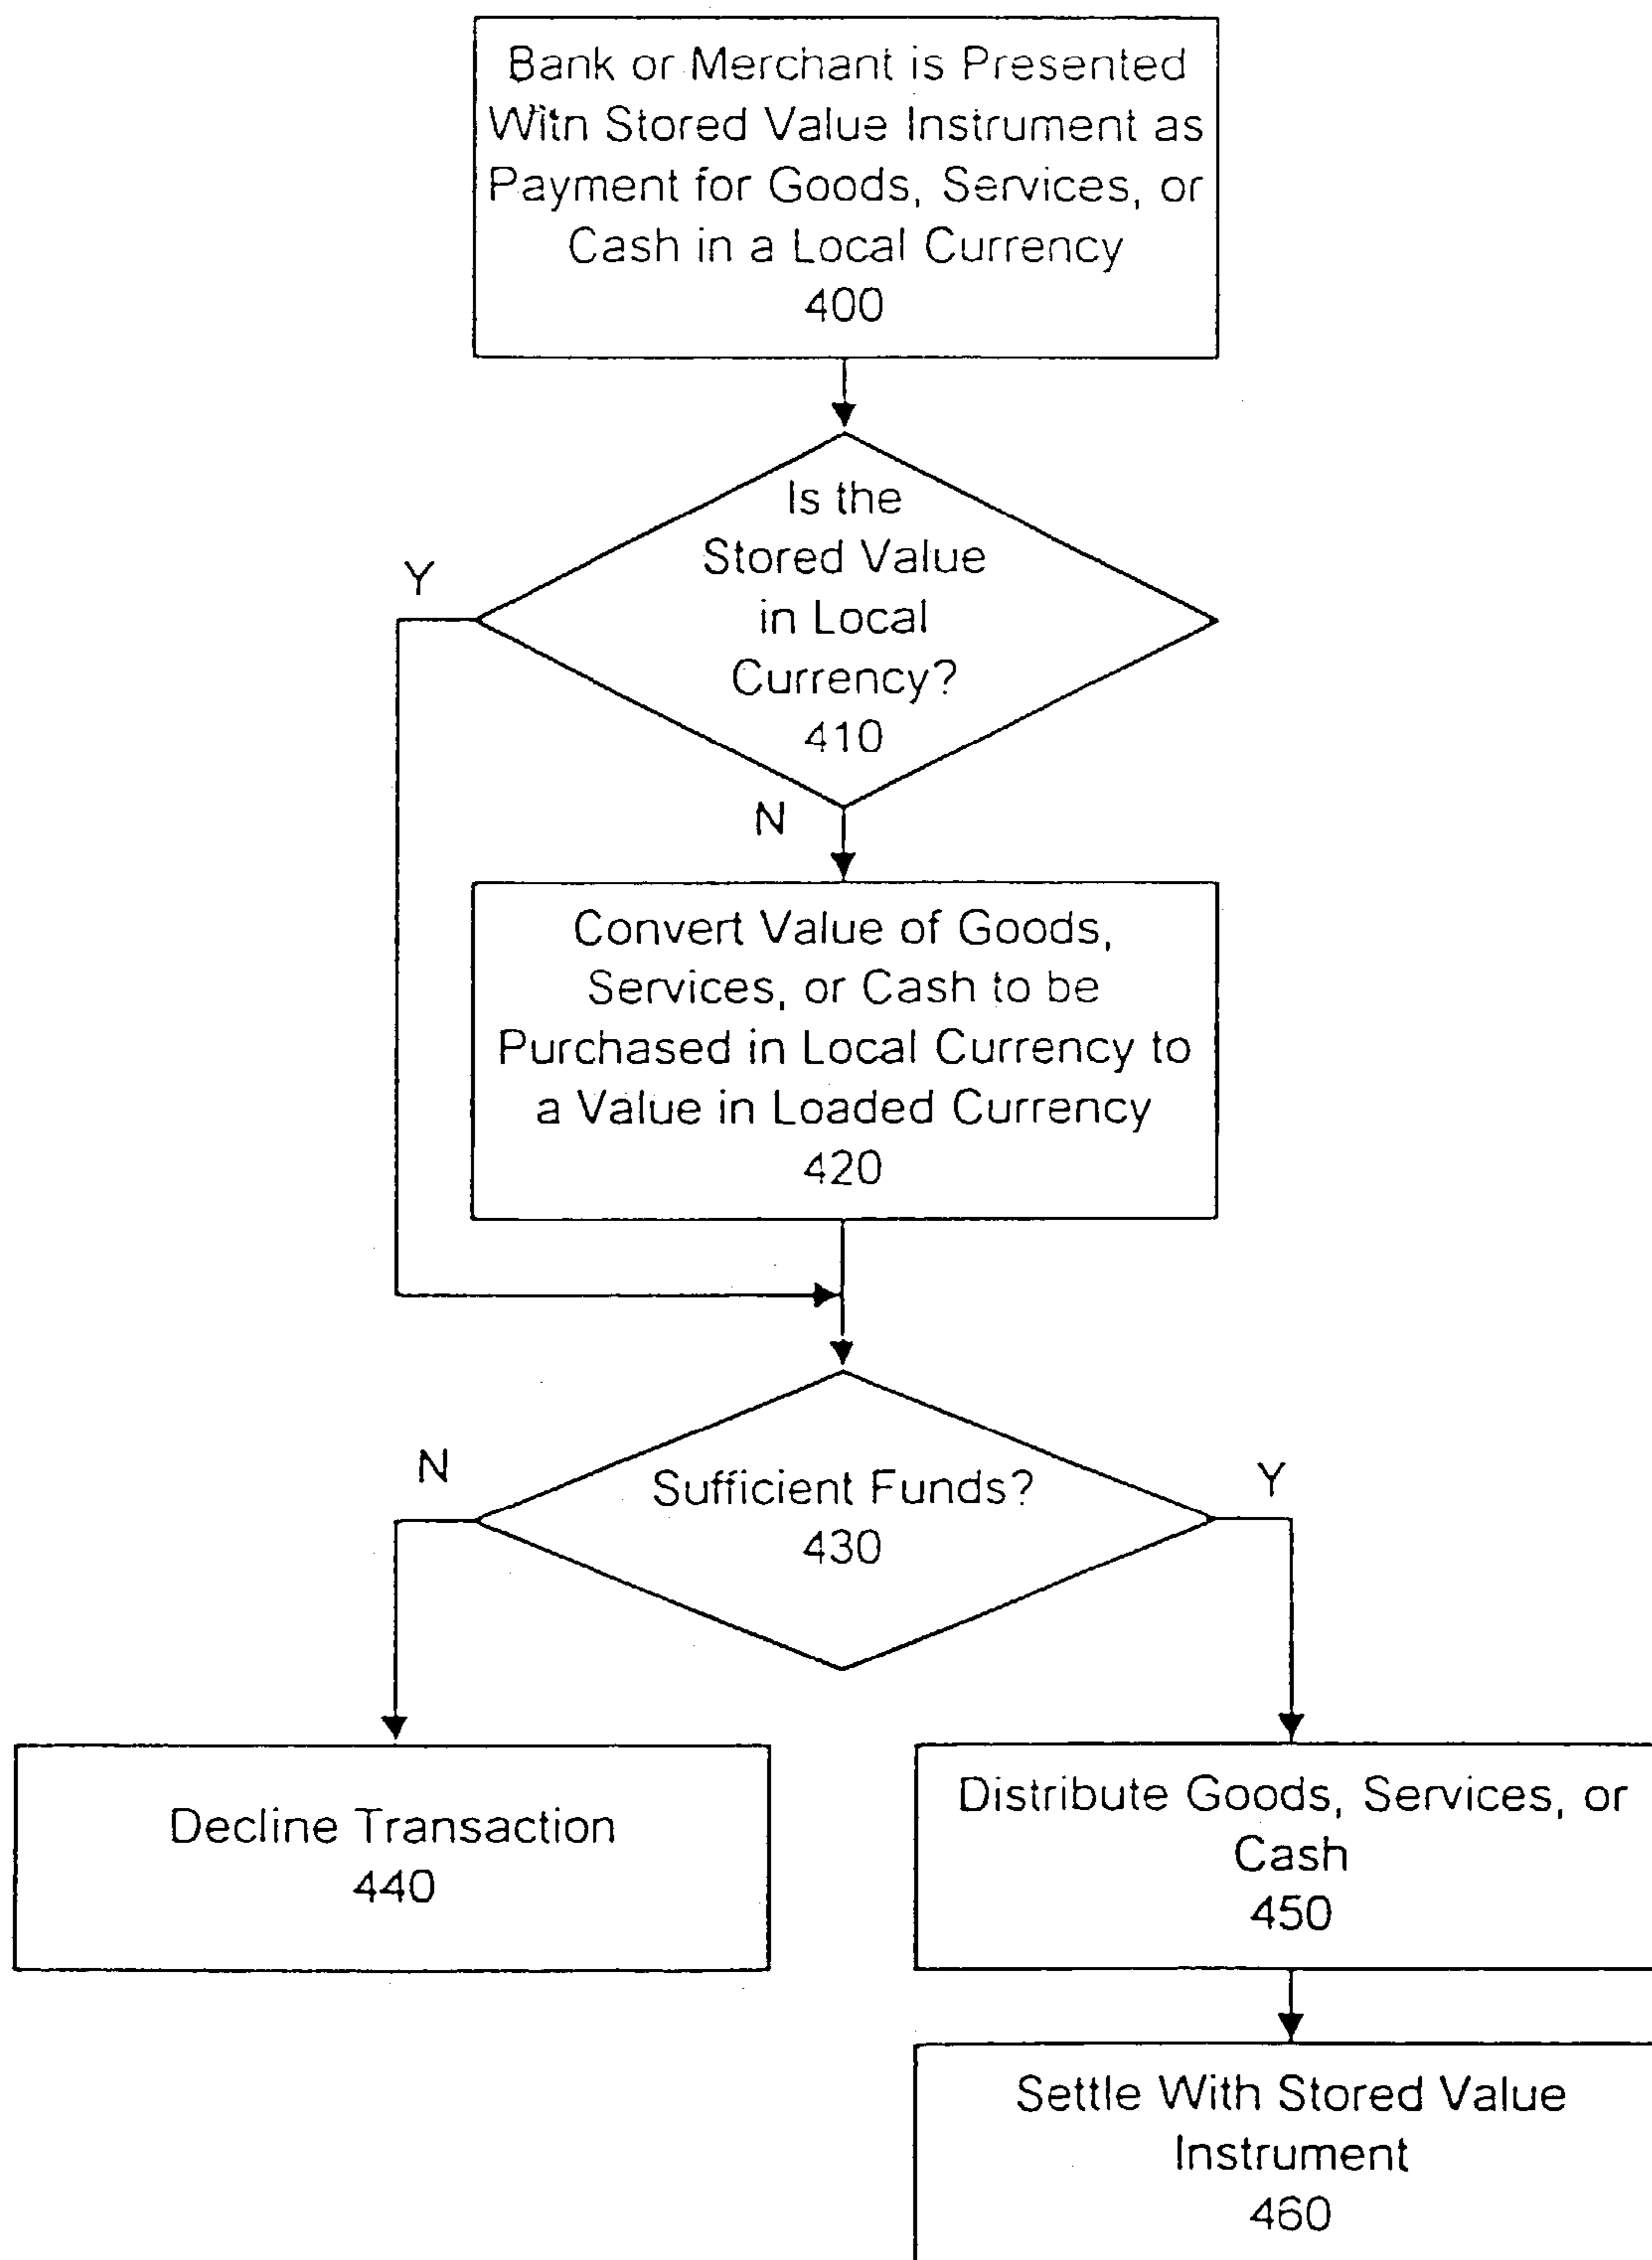 Bank or Merchant is Presented
With Stored Value Instrument as
Payment for Goods, Services, or
Cash in a Local Currency
400
Is the
Stored Value
in Local
Currency?
410
Y
N
Convert Value of Goods,
Services, or Cash to be
Purchased in Local Currency to
a Value in Loaded Currency
420
Sufficient Funds?
430
N
Y
Decline Transaction
440
Distribute Goods, Services, or
Cash
450
Settle With Stored Value
Instrument
460